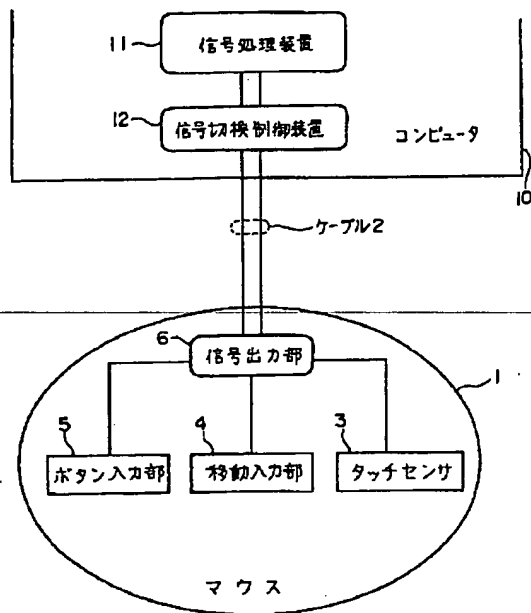 11
信号処理装置
12
信号切換制御装置
コンピュータ
10
ケーブル2
6
信号出力部
1
5
4
3
ボタン入力部
移動入力部
タッチセンサ
マウス